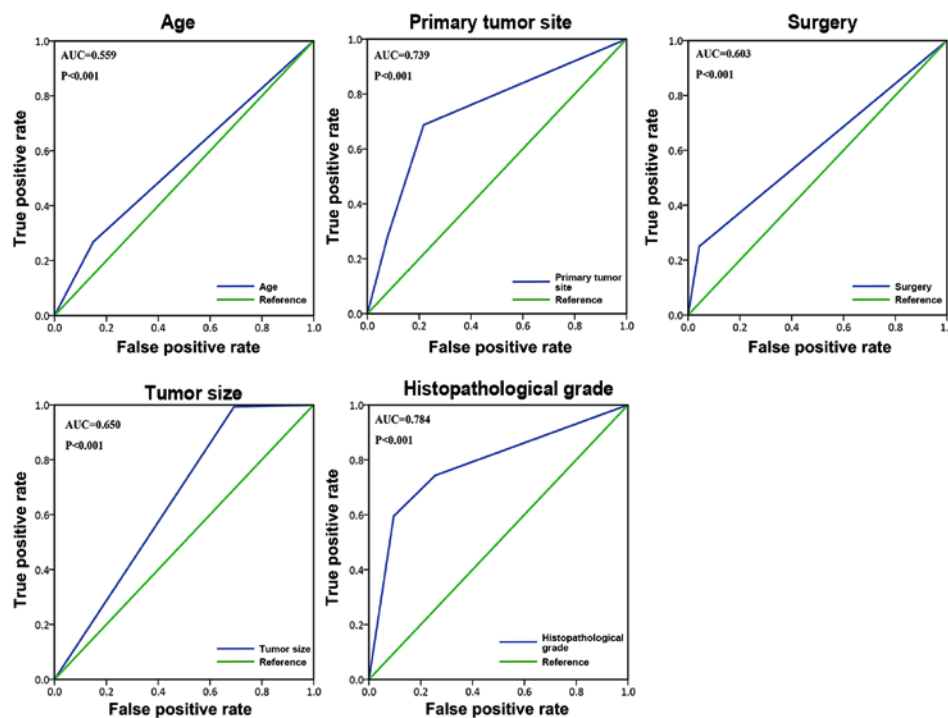 Age
AUC=0.559
P<0.001
1.0
0.8
0.6
0.4
0.2
0.0
True positive rate
Age
Reference
0.0 0.2 0.4 0.6 0.8 1.0
False positive rate
Primary tumor site
AUC=0.739
P<0.001
1.0
0.8
0.6
0.4
0.2
0.0
True positive rate
Primary tumor
site
Reference
0.0 0.2 0.4 0.6 0.8 1.0
False positive rate
Surgery
AUC=0.603
P<0.001
1.0
0.8
0.6
0.4
0.2
0.0
True positive rate
Surgery
Reference
0.0 0.2 0.4 0.6 0.8 1.
False positive rate
Tumor size
AUC=0.650
P<0.001
1.0
0.8
0.6
0.4
0.2
0.0
True positive rate
Tumor size
Reference
0.0 0.2 0.4 0.6 0.8 1.0
False positive rate
Histopathological grade
AUC=0.784
P<0.001
1.0
0.8
0.6
0.4
0.2
0.0
True positive rate
Histopathological
grade
Reference
0.0 0.2 0.4 0.6 0.8 1.0
False positive rate